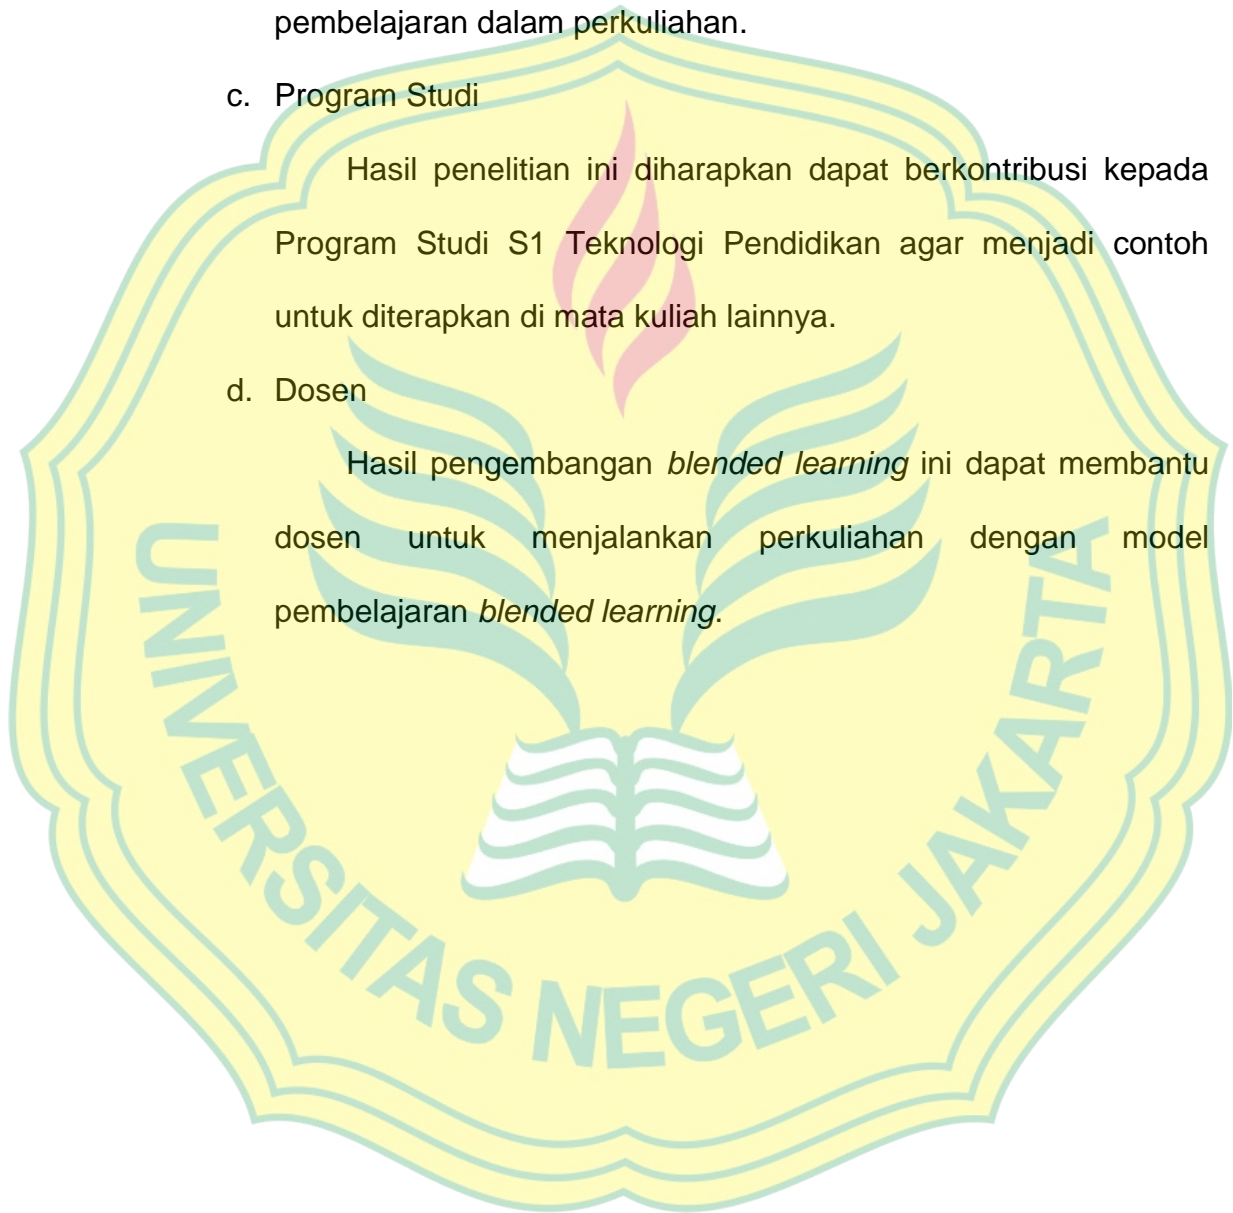 pembelajaran dalam perkuliahan.
c. Program Studi
Hasil penelitian ini diharapkan dapat berkontribusi kepada
Program Studi S1 Teknologi Pendidikan agar menjadi contoh
untuk diterapkan di mata kuliah lainnya.
d. Dosen
Hasil pengembangan blended learning ini dapat membantu
dosen untuk menjalankan perkuliahan dengan model
pembelajaran blended learning.
UNIVERSITAS NEGERI JAKARTA